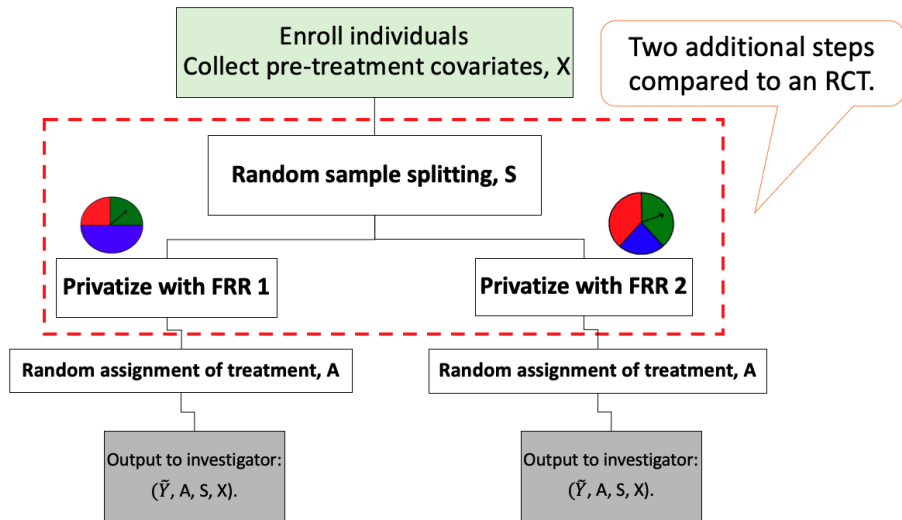 Enroll individuals
Collect pre-treatment covariates, X
Two additional steps
compared to an RCT.
Random sample splitting, S
Privatize with FRR 1
Privatize with FRR 2
Random assignment of treatment, A
Random assignment of treatment, A
Output to investigator:
(Ỹ, A, S, X).
Output to investigator:
(Ỹ, A, S, X).